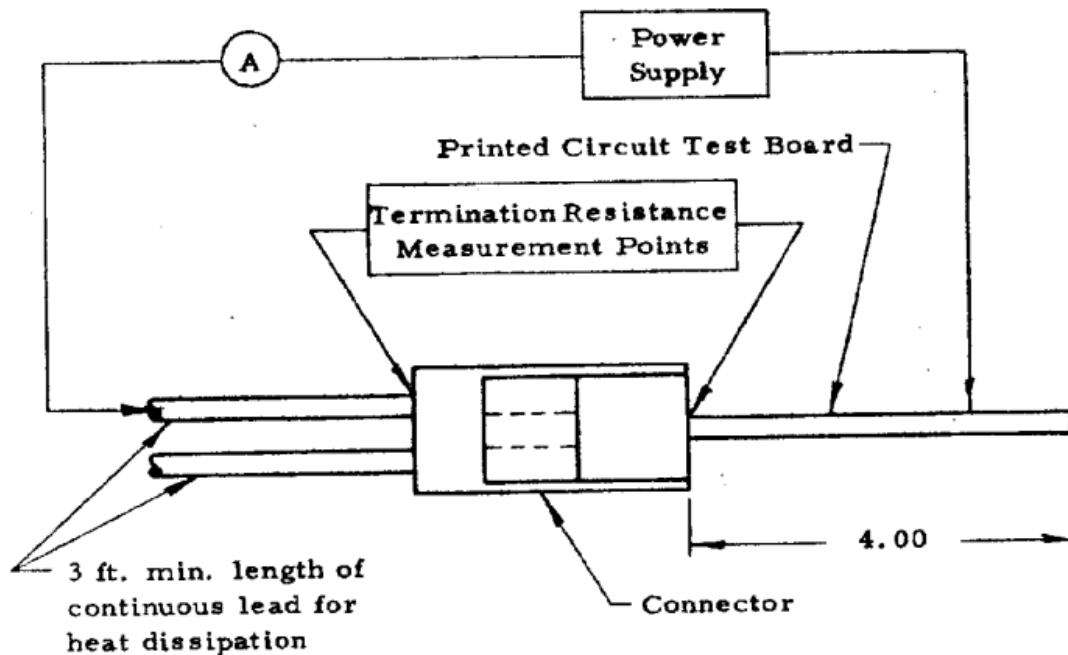 A
Power
Supply
Printed Circuit Test Board
Termination Resistance
Measurement Points
4.00
3 ft. min. length of
continuous lead for
heat dissipation
Connector